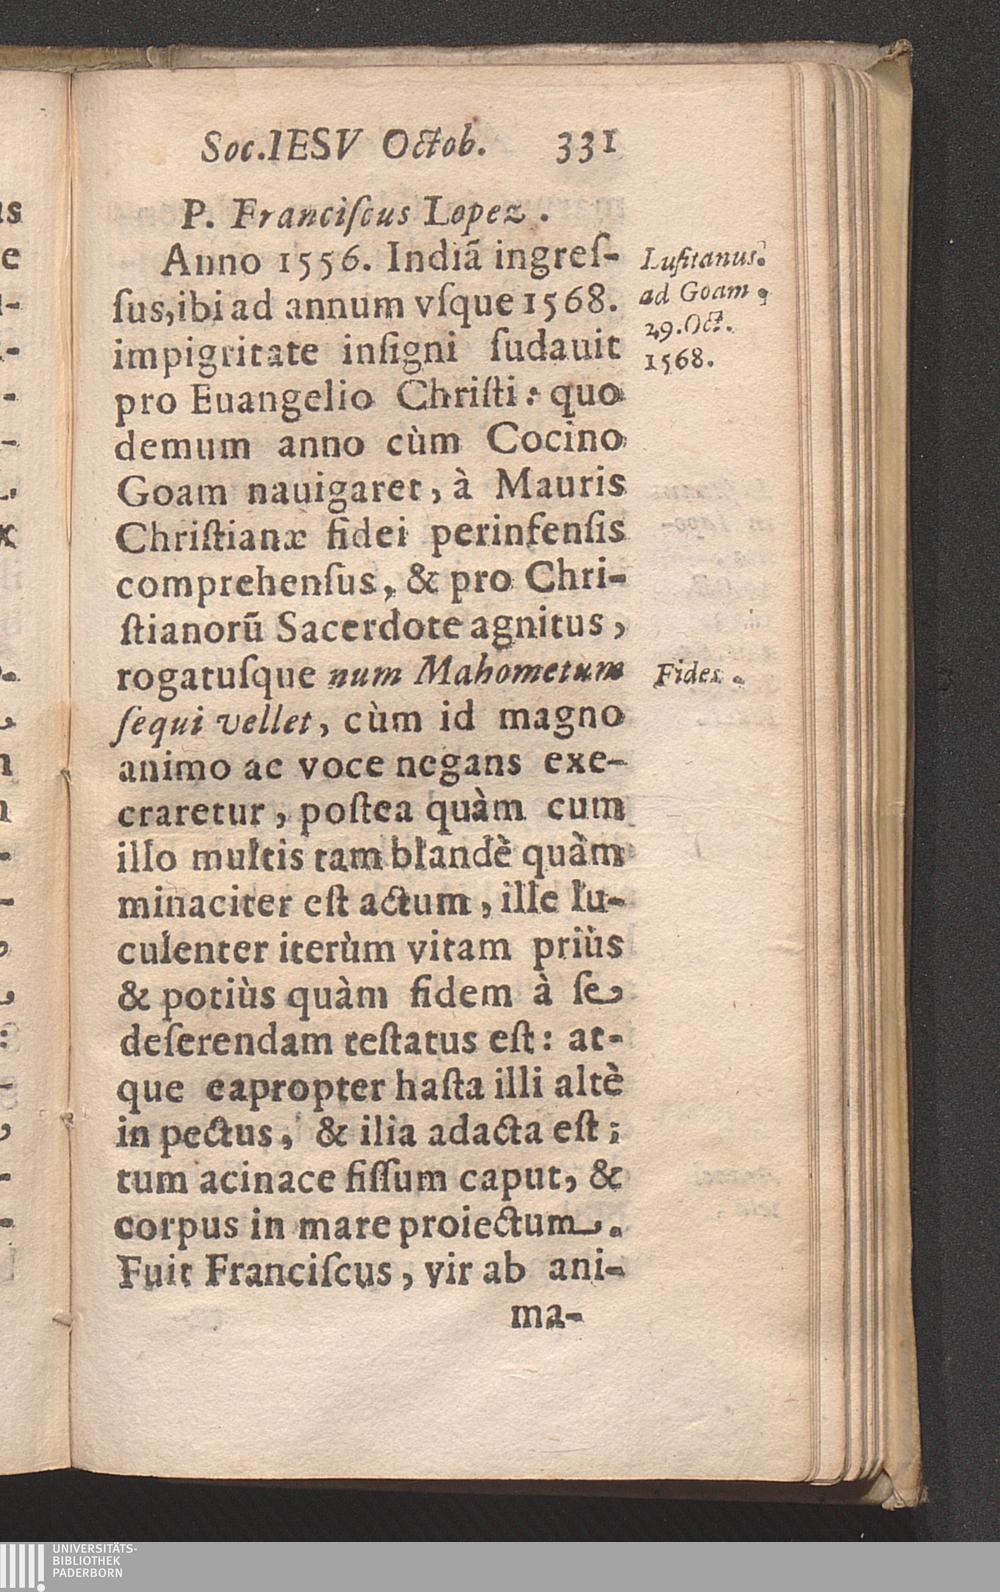 Soc. IESV Octob. 331
P. Franciſcus Lopez.
Anno 1556. Indiã ingreſ-
ſus, ibi ad annum vſque 1568.
impigritate inſigni ſudauit
pro Euangelio Chriſti: quo
demum anno cùm Cocino
Goam nauigaret, à Mauris
Chriſtianæ fidei perinfenſis
comprehenſus, & pro Chri-
ſtianorũ Sacerdote agnitus,
rogatuſque num Mahometum
ſequi vellet, cùm id magno
animo ac voce negans exe-
craretur, poſtea quàm cum
illo multis tam blandè quàm
minaciter eſt actum, ille lu-
culenter iterùm vitam priùs
& potiùs quàm fidem à ſe
deſerendam teſtatus eſt: at-
que eapropter haſta illi altè
in pectus, & ilia adacta eſt;
tum acinace fiſſum caput, &
corpus in mare proiectum.
Fuit Franciſcus, vir ab ani-
ma-
Luſitanus.
ad Goam,
29. Oct.
1568.
Fides.
UNIVERSITÄTS-
BIBLIOTHEK
PADERBORN